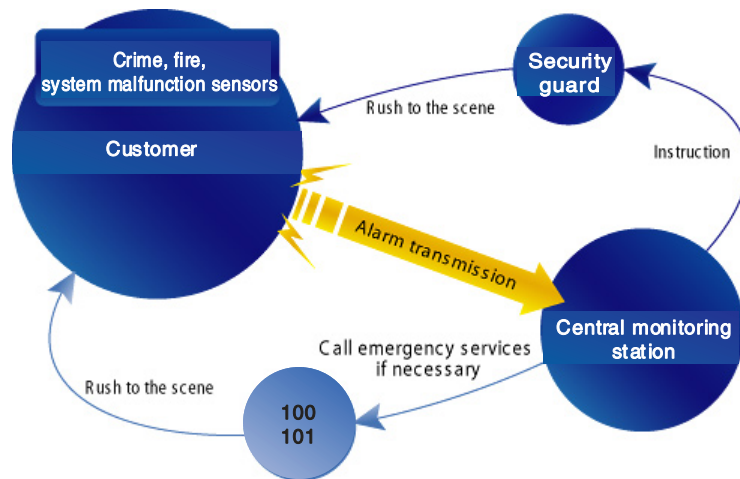 Crime, fire,
system malfunction sensors
Customer
Security
guard
Rush to the scene
Instruction
Alarm transmission
Central monitoring
station
Call emergency services
if necessary
Rush to the scene
100
101